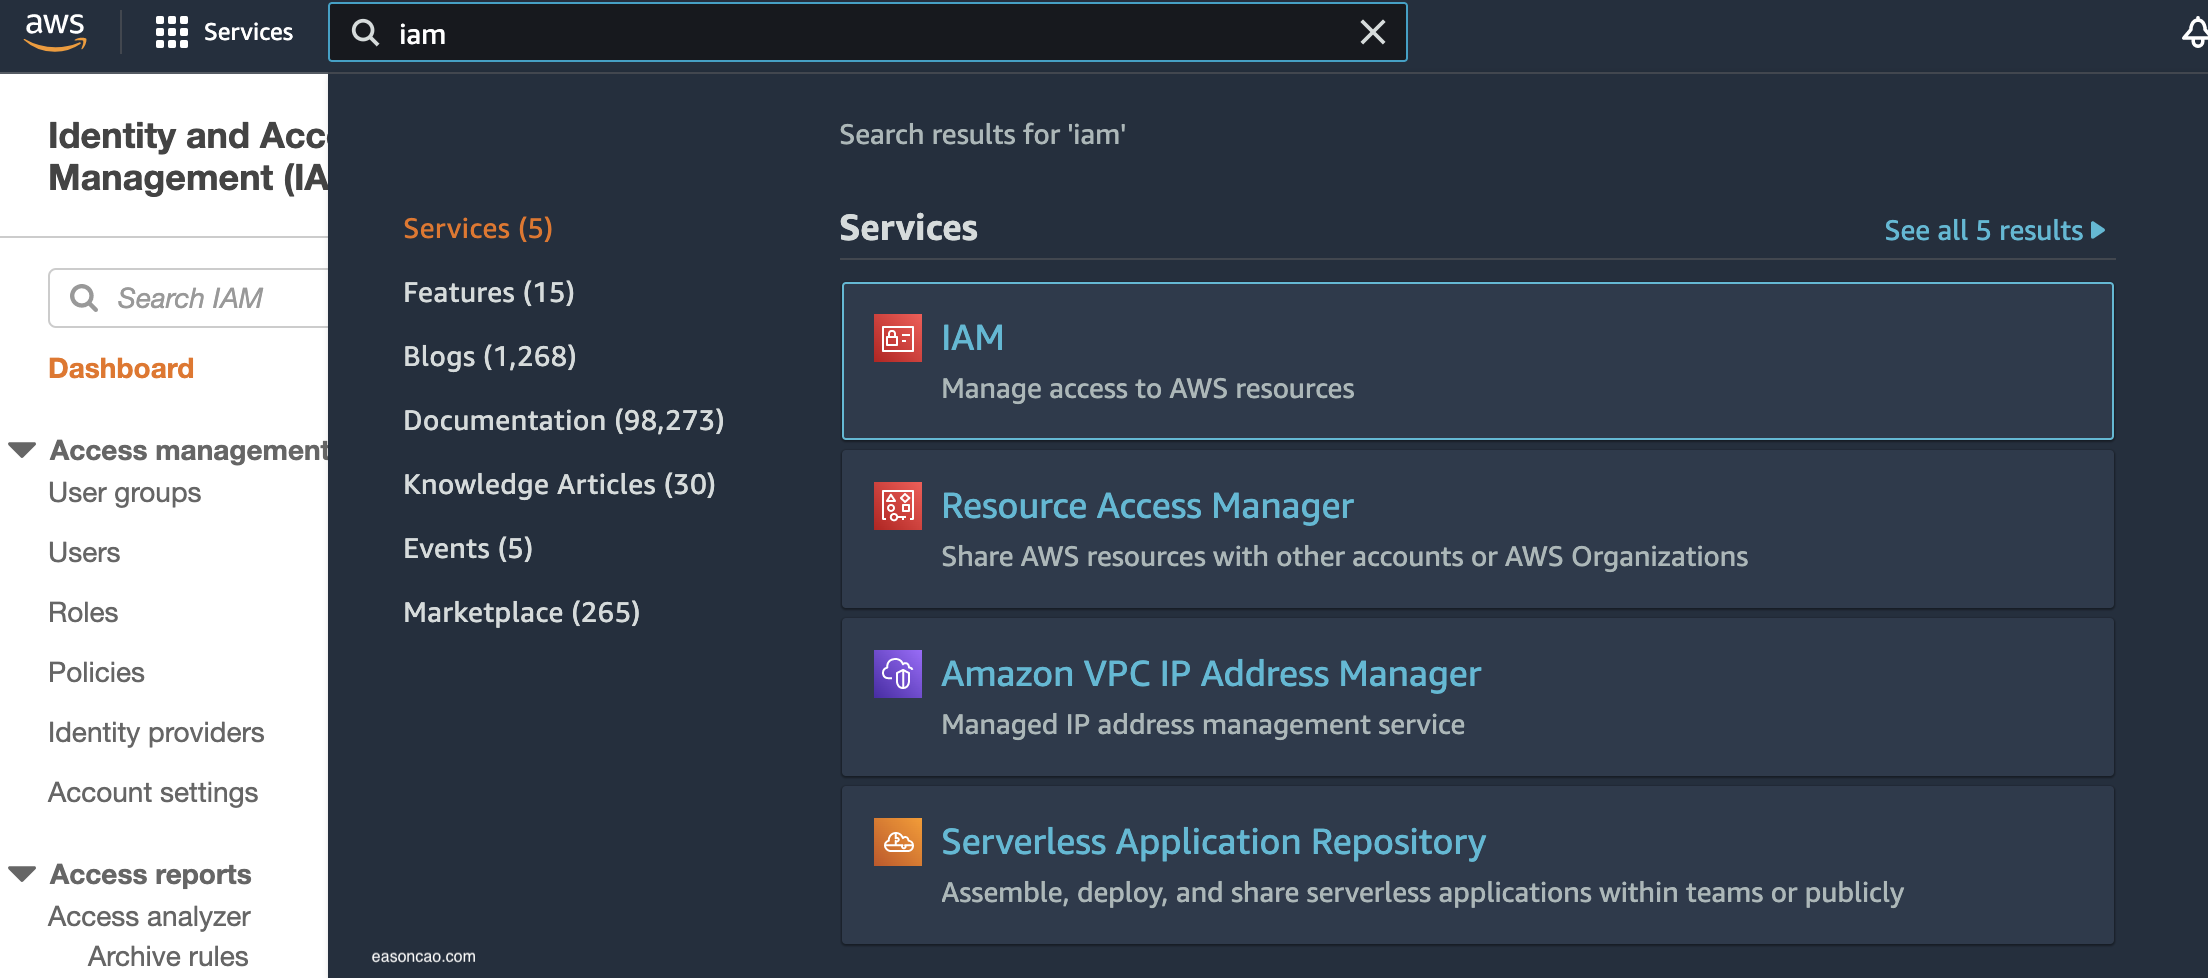 aws
Services
iam
Identity and Acc
Management (IA
Search IAM
Dashboard
Access management
User groups
Users
Roles
Policies
Identity providers
Account settings
Access reports
Access analyzer
Archive rules
Search results for 'iam'
Services (5)
Features (15)
Blogs (1,268)
Documentation (98,273)
Knowledge Articles (30)
Events (5)
Marketplace (265)
Services
See all 5 results
IAM
Manage access to AWS resources
Resource Access Manager
Share AWS resources with other accounts or AWS Organizations
Amazon VPC IP Address Manager
Managed IP address management service
Serverless Application Repository
Assemble, deploy, and share serverless applications within teams or publicly
easoncao.com